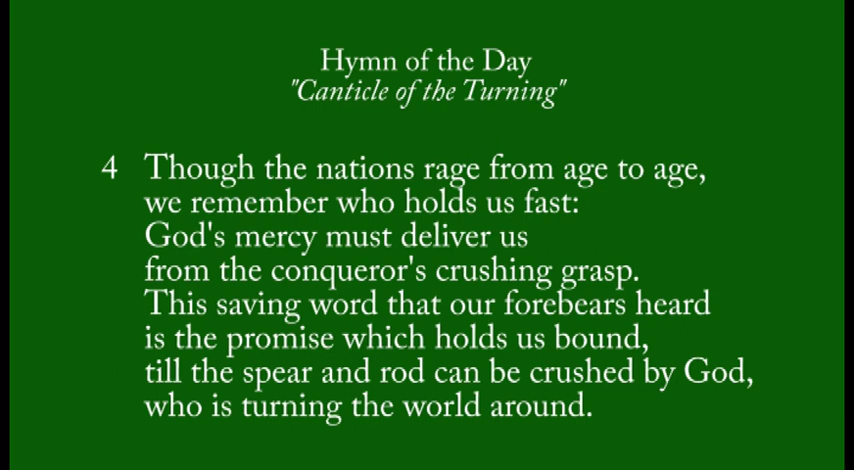 Hymn of the Day
"Canticle of the Turning"
4 Though the nations rage from age to age,
we remember who holds us fast:
God's mercy must deliver us
from the conqueror's crushing grasp.
This saving word that our forebears heard
is the promise which holds us bound,
till the spear and rod can be crushed by God,
who is turning the world around.